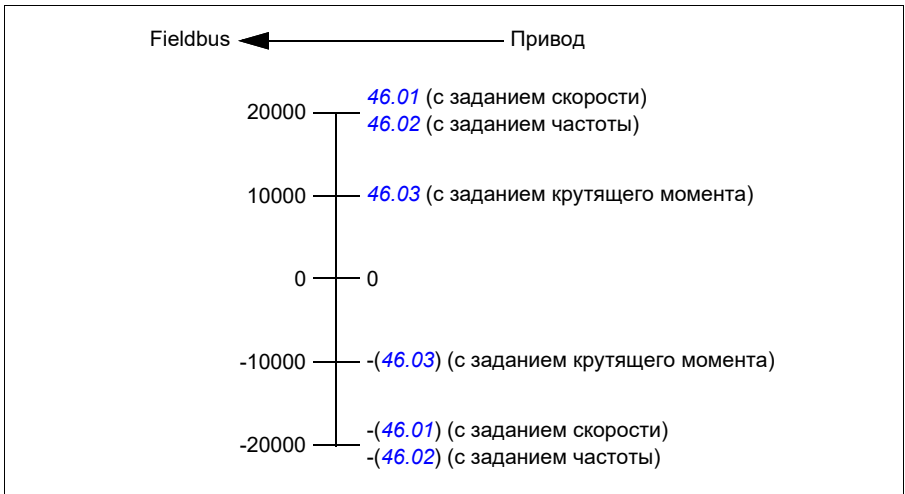 Fieldbus Привод
46.01 (с заданием скорости)
20000
46.02 (с заданием частоты)
10000 46.03 (с заданием крутящего момента)
0 0
-10000 -(46.03) (с заданием крутящего момента)
-(46.01) (с заданием скорости)
-20000
-(46.02) (с заданием частоты)